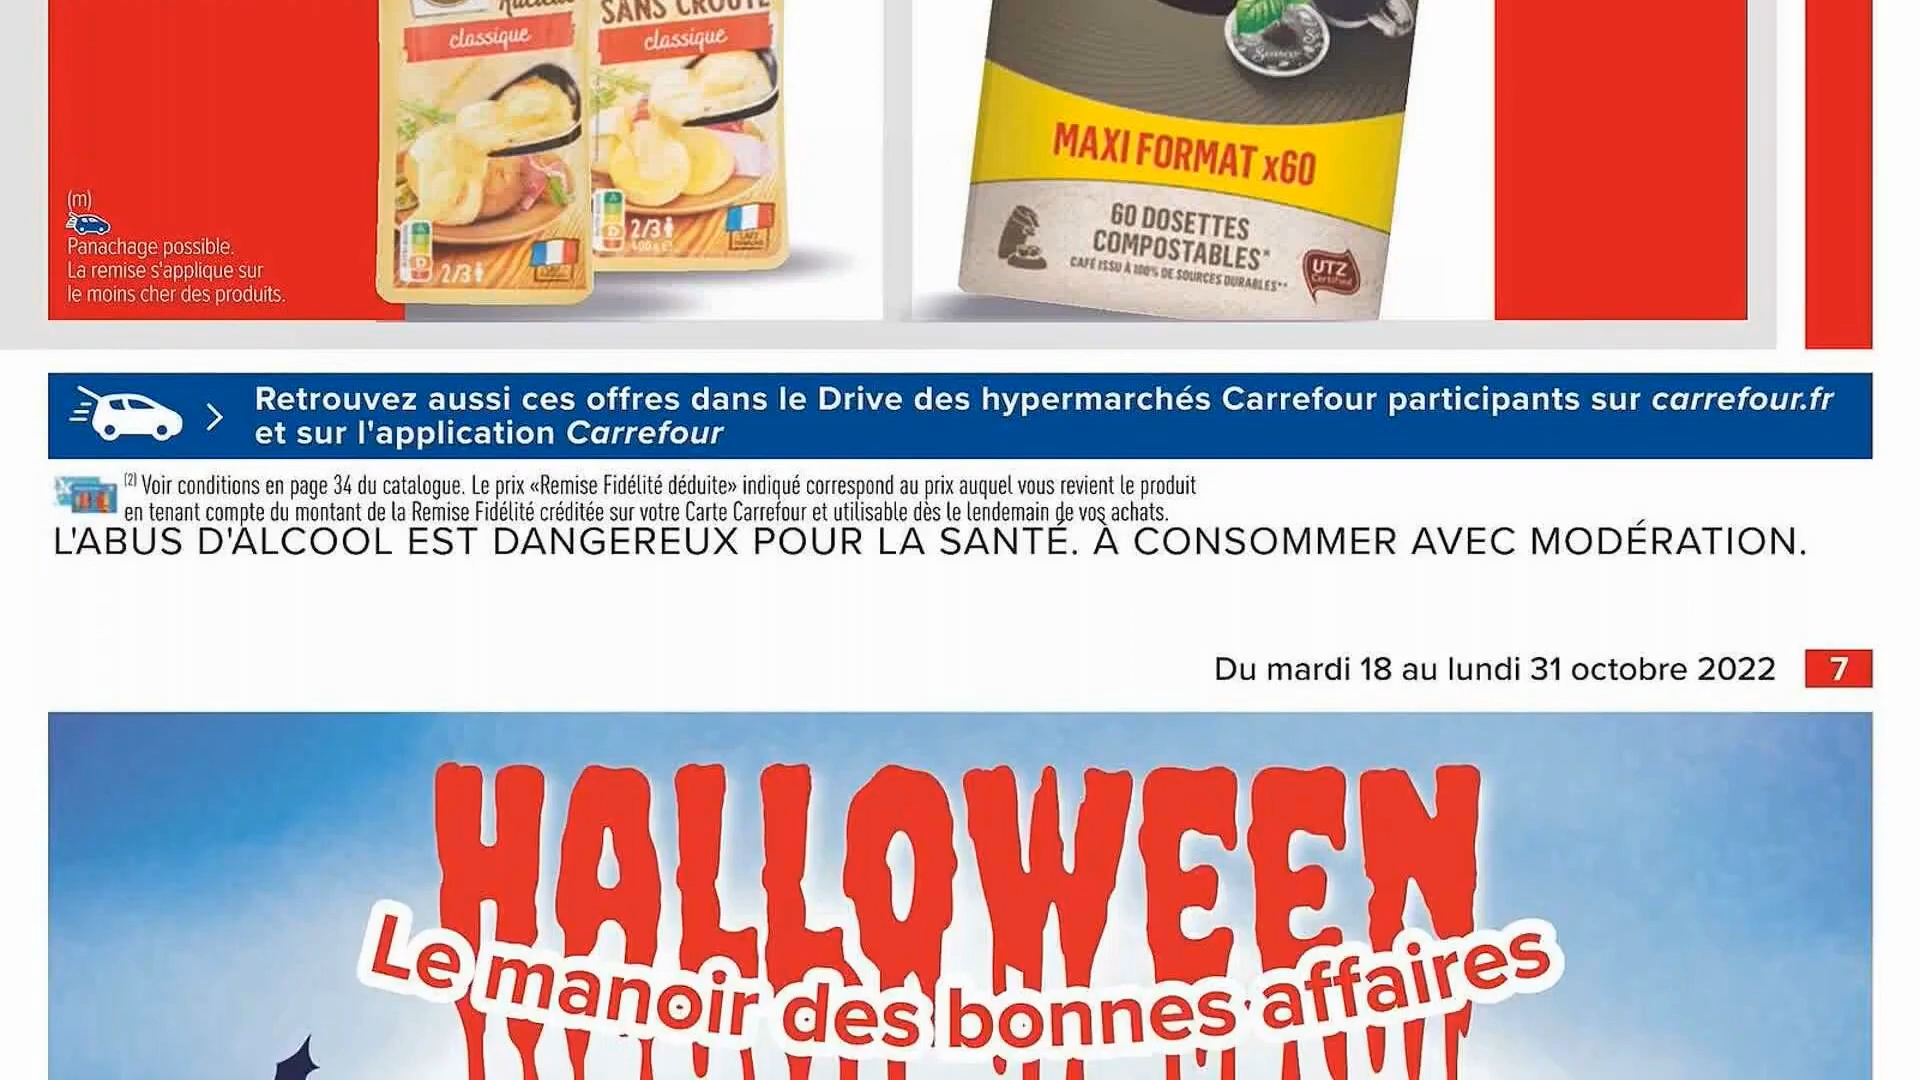 SANS CROÛTE
classique
classique
2/3
2/3
400g
MAXI FORMAT x60
60 DOSETTES
COMPOSTABLES*
CAFÉ ISSU À 100% DE SOURCES DURABLES**
UTZ
Certified
(m)
Panachage possible.
La remise s'applique sur
le moins cher des produits.
Retrouvez aussi ces offres dans le Drive des hypermarchés Carrefour participants sur carrefour.fr
et sur l'application Carrefour
(2) Voir conditions en page 34 du catalogue. Le prix «Remise Fidélité déduite» indiqué correspond au prix auquel vous revient le produit
en tenant compte du montant de la Remise Fidélité créditée sur votre Carte Carrefour et utilisable dès le lendemain de vos achats.
L'ABUS D'ALCOOL EST DANGEREUX POUR LA SANTÉ. À CONSOMMER AVEC MODÉRATION.
Du mardi 18 au lundi 31 octobre 2022 7
HALLOWEEN
Le manoir des bonnes affaires